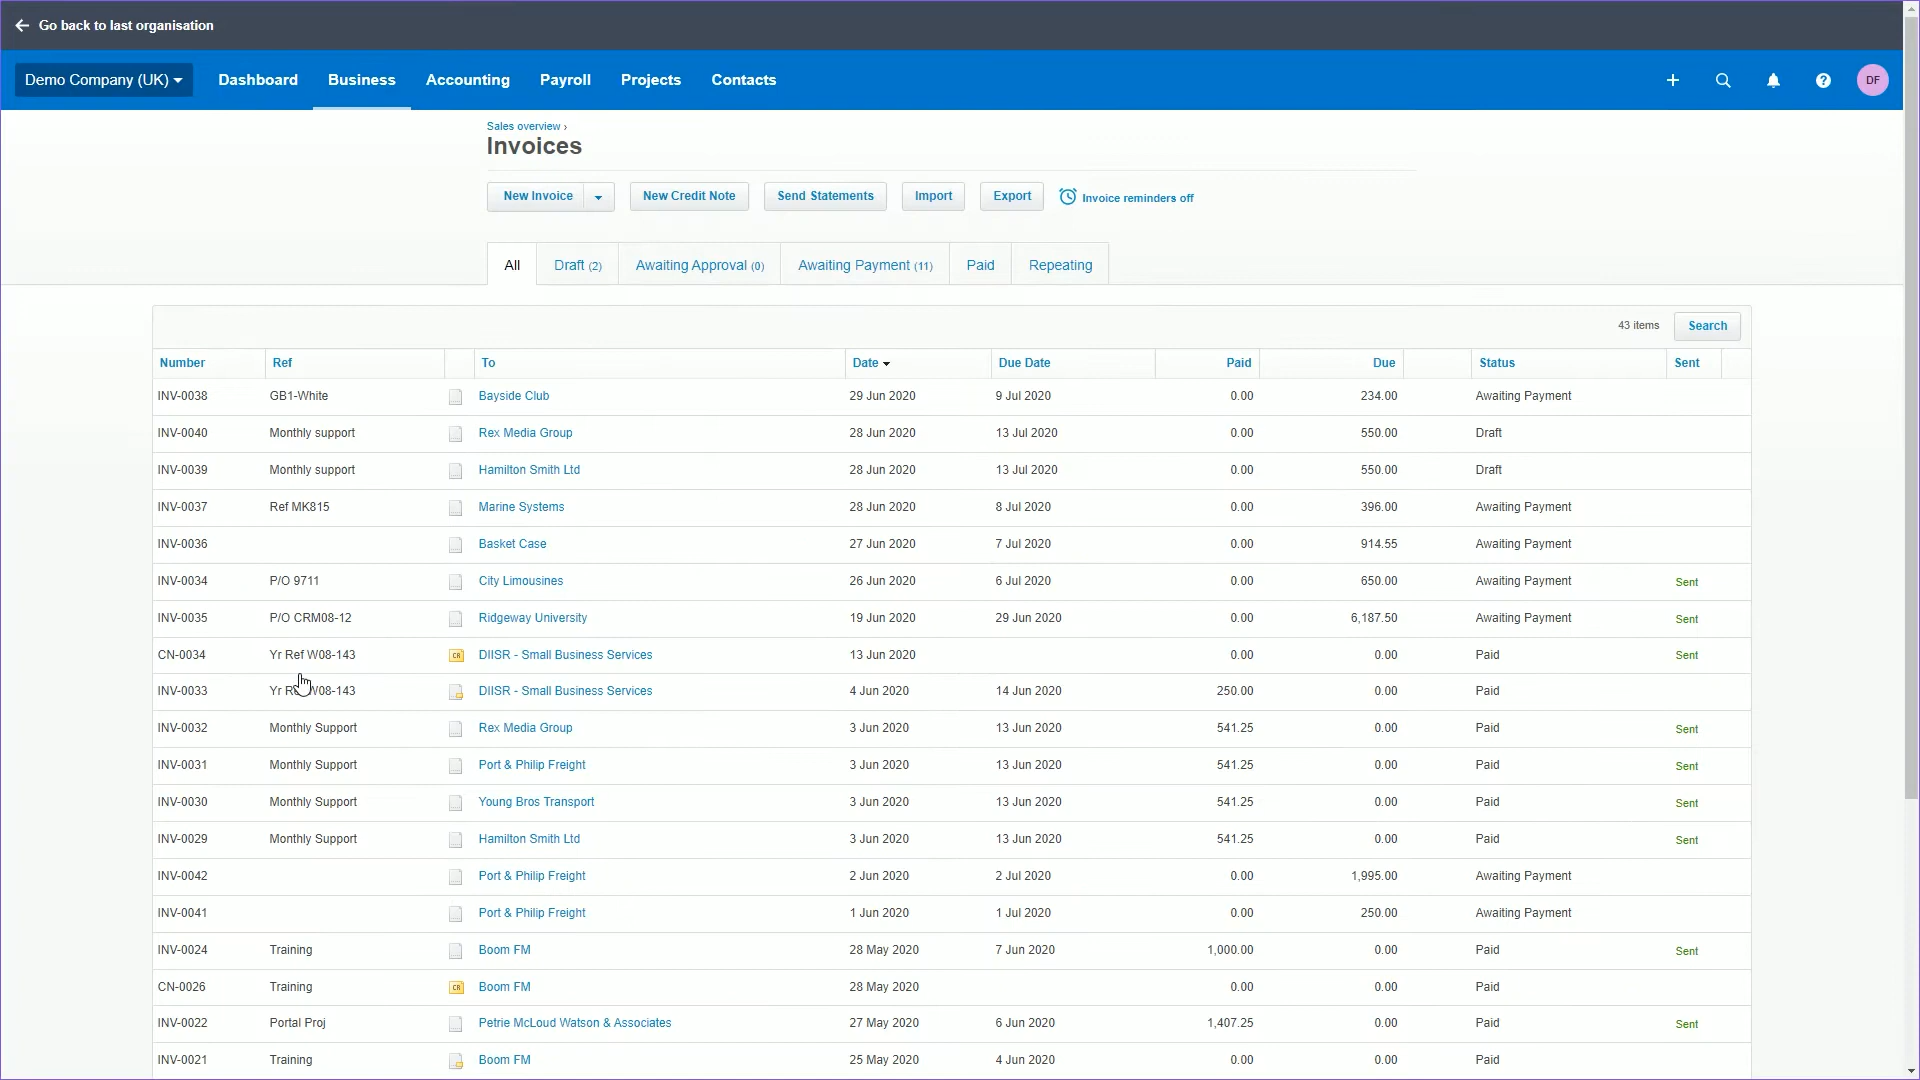 Go back to last organisation
Demo Company (UK) Dashboard Business Accounting Payroll Projects Contacts DF
Sales overview ›
Invoices
New Invoice New Credit Note Send Statements Import Export Invoice reminders off
All Draft (2) Awaiting Approval (0) Awaiting Payment (11) Paid Repeating
43 items Search
Number Ref To Date Due Date Paid Due Status Sent
INV-0038 GB1-White Bayside Club 29 Jun 2020 9 Jul 2020 0.00 234.00 Awaiting Payment
INV-0040 Monthly support Rex Media Group 28 Jun 2020 13 Jul 2020 0.00 550.00 Draft
INV-0039 Monthly support Hamilton Smith Ltd 28 Jun 2020 13 Jul 2020 0.00 550.00 Draft
INV-0037 Ref MK815 Marine Systems 28 Jun 2020 8 Jul 2020 0.00 396.00 Awaiting Payment
INV-0036 Basket Case 27 Jun 2020 7 Jul 2020 0.00 914.55 Awaiting Payment
INV-0034 P/O 9711 City Limousines 26 Jun 2020 6 Jul 2020 0.00 650.00 Awaiting Payment Sent
INV-0035 P/O CRM08-12 Ridgeway University 19 Jun 2020 29 Jun 2020 0.00 6,187.50 Awaiting Payment Sent
CN-0034 Yr Ref W08-143 CR DIISR - Small Business Services 13 Jun 2020 0.00 0.00 Paid Sent
INV-0033 Yr Ref W08-143 DIISR - Small Business Services 4 Jun 2020 14 Jun 2020 250.00 0.00 Paid
INV-0032 Monthly Support Rex Media Group 3 Jun 2020 13 Jun 2020 541.25 0.00 Paid Sent
INV-0031 Monthly Support Port & Philip Freight 3 Jun 2020 13 Jun 2020 541.25 0.00 Paid Sent
INV-0030 Monthly Support Young Bros Transport 3 Jun 2020 13 Jun 2020 541.25 0.00 Paid Sent
INV-0029 Monthly Support Hamilton Smith Ltd 3 Jun 2020 13 Jun 2020 541.25 0.00 Paid Sent
INV-0042 Port & Philip Freight 2 Jun 2020 2 Jul 2020 0.00 1,995.00 Awaiting Payment
INV-0041 Port & Philip Freight 1 Jun 2020 1 Jul 2020 0.00 250.00 Awaiting Payment
INV-0024 Training Boom FM 28 May 2020 7 Jun 2020 1,000.00 0.00 Paid Sent
CN-0026 Training CR Boom FM 28 May 2020 0.00 0.00 Paid
INV-0022 Portal Proj Petrie McLoud Watson & Associates 27 May 2020 6 Jun 2020 1,407.25 0.00 Paid Sent
INV-0021 Training Boom FM 25 May 2020 4 Jun 2020 0.00 0.00 Paid